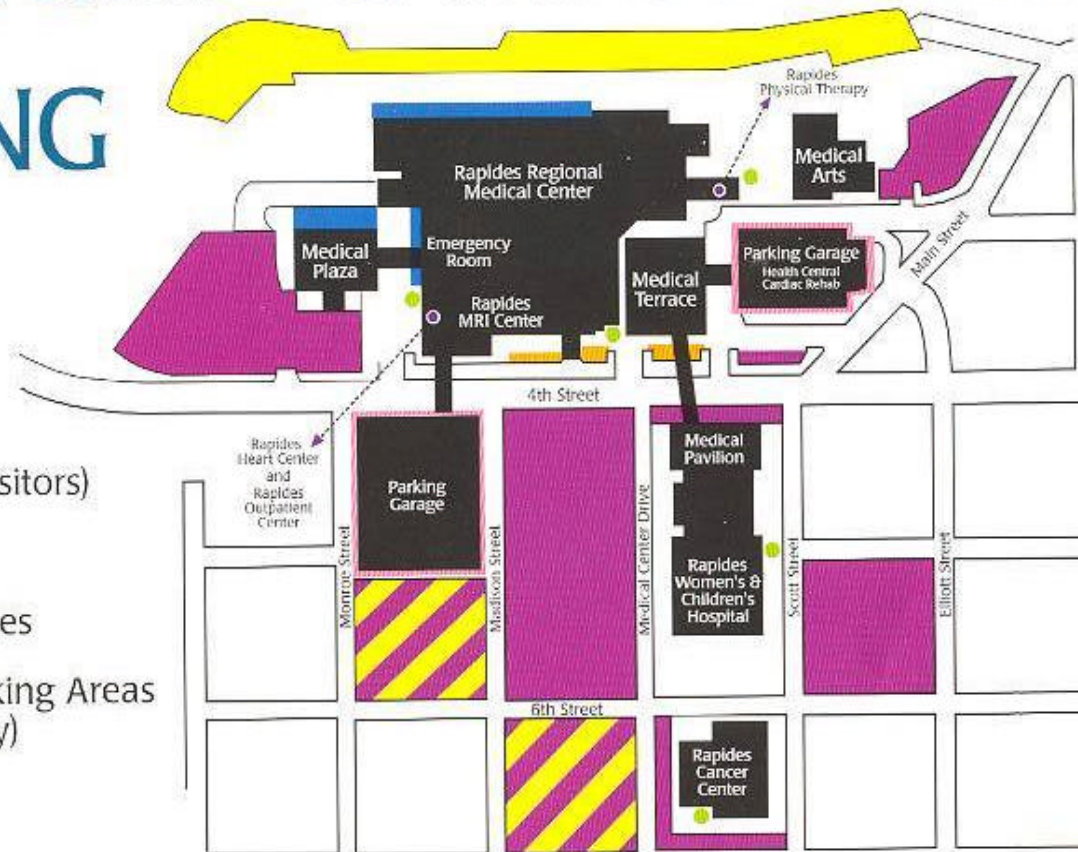 NG
Rapides
Physical Therapy
Rapides Regional
Medical Center
Medical
Arts
Medical
Plaza
Emergency
Room
Rapides
MRI Center
Medical
Terrace
Parking Garage
Health Central
Cardiac Rehab
Main Street
4th Street
Rapides
Heart Center
and
Rapides
Outpatient
Center
sitors)
Parking
Garage
Medical
Pavilion
Monroe Street
Madison Street
Medical Center Drive
Rapides
Women's &
Children's
Hospital
Scott Street
Elliott Street
es
king Areas
y)
6th Street
Rapides
Cancer
Center